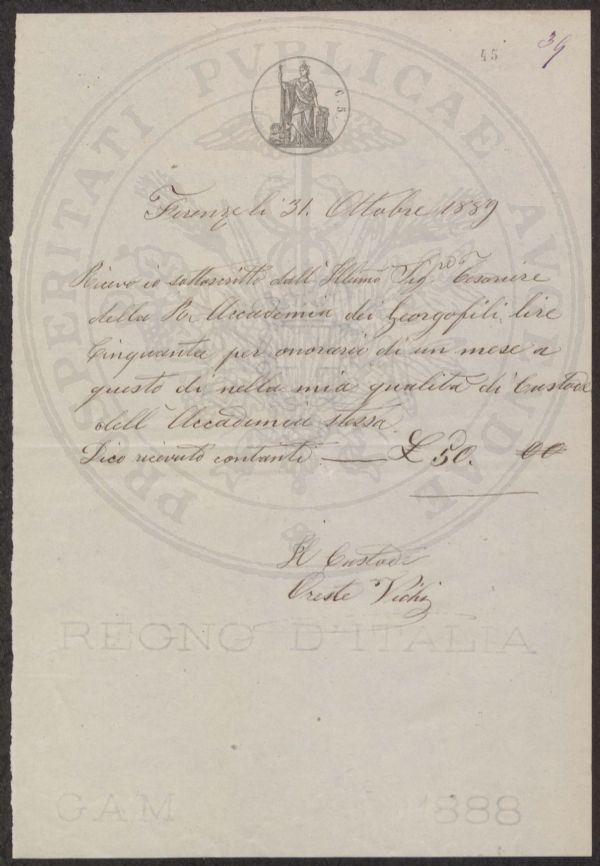 39
45
C. 5.
Firenze li 31. Ottobre 1889
Ricevo io sottoscritto dall' Illmo Sigro Tesoriere
della R. Accademia dei Georgofili, lire
Cinquanta per onorario di un mese a
questo dì nella mia qualità di Custode
dell' Accademia stessa.
Dico ricevuto contanti — £ 50. 00
Il Custode
Oreste Vichi
REGNO D'ITALIA
GAM 1888
PROSPERITATI PUBLICAE AUGENDAE